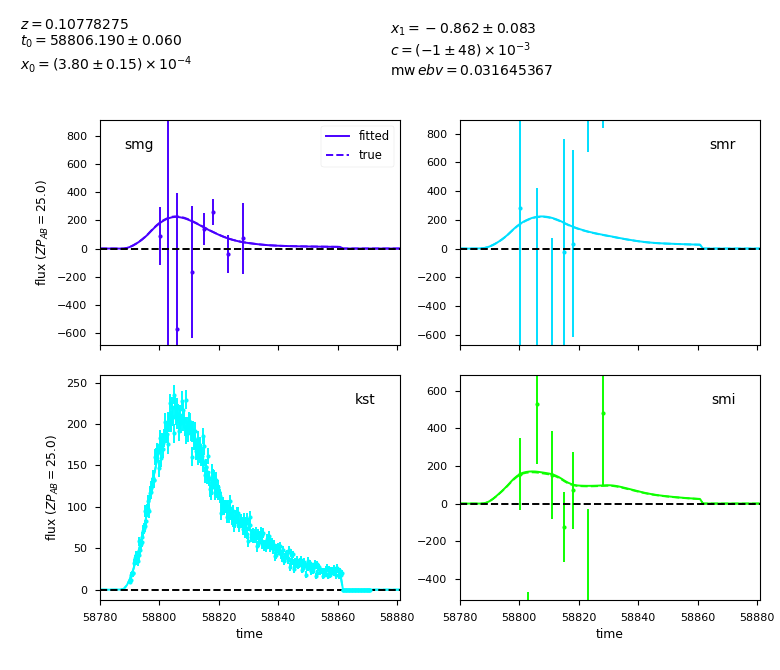 z = 0.10778275
t₀ = 58806.190 ± 0.060
x₀ = (3.80 ± 0.15) × 10⁻⁴
x₁ = −0.862 ± 0.083
c = (−1 ± 48) × 10⁻³
mw ebv = 0.031645367
smg
fitted
true
800
600
400
200
0
−200
−400
−600
flux (ZP_AB = 25.0)
smr
800
600
400
200
0
−200
−400
−600
kst
250
200
150
100
50
0
flux (ZP_AB = 25.0)
58780 58800 58820 58840 58860 58880
time
smi
600
400
200
0
−200
−400
58780 58800 58820 58840 58860 58880
time